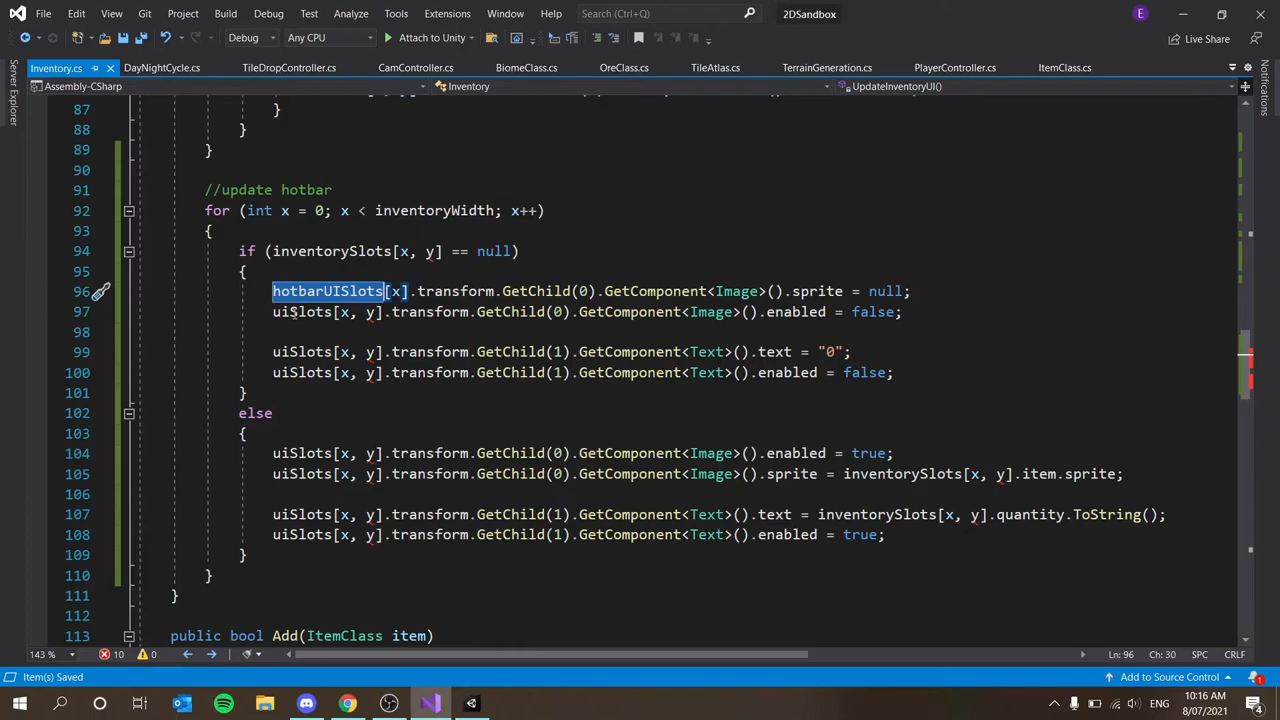 File Edit View Git Project Build Debug Test Analyze Tools Extensions Window Help Search (Ctrl+Q) 2DSandbox E
Debug Any CPU Attach to Unity Live Share
Inventory.cs DayNightCycle.cs TileDropController.cs CamController.cs BiomeClass.cs OreClass.cs TileAtlas.cs TerrainGeneration.cs PlayerController.cs ItemClass.cs
Assembly-CSharp Inventory UpdateInventoryUI()
Server Explorer
Notifications
87 }
88 }
89 }
90
91 //update hotbar
92 for (int x = 0; x < inventoryWidth; x++)
93 {
94 if (inventorySlots[x, y] == null)
95 {
96 hotbarUISlots[x].transform.GetChild(0).GetComponent<Image>().sprite = null;
97 uiSlots[x, y].transform.GetChild(0).GetComponent<Image>().enabled = false;
98
99 uiSlots[x, y].transform.GetChild(1).GetComponent<Text>().text = "0";
100 uiSlots[x, y].transform.GetChild(1).GetComponent<Text>().enabled = false;
101 }
102 else
103 {
104 uiSlots[x, y].transform.GetChild(0).GetComponent<Image>().enabled = true;
105 uiSlots[x, y].transform.GetChild(0).GetComponent<Image>().sprite = inventorySlots[x, y].item.sprite;
106
107 uiSlots[x, y].transform.GetChild(1).GetComponent<Text>().text = inventorySlots[x, y].quantity.ToString();
108 uiSlots[x, y].transform.GetChild(1).GetComponent<Text>().enabled = true;
109 }
110 }
111 }
112
113 public bool Add(ItemClass item)
143 % 10 0 Ln: 96 Ch: 30 SPC CRLF
Item(s) Saved Add to Source Control 1
ENG 10:16 AM
8/07/2021 4